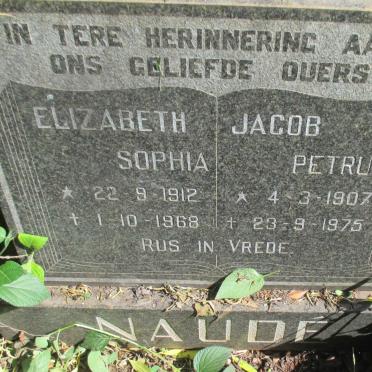 IN TERE HERINNERING AA
ONS GELIEFDE OUERS
ELIZABETH JACOB
SOPHIA PETRU
* 22-9-1912 * 4-3-1907
† 1-10-1968 † 23-9-1975
RUS IN VREDE
NAUDÉ